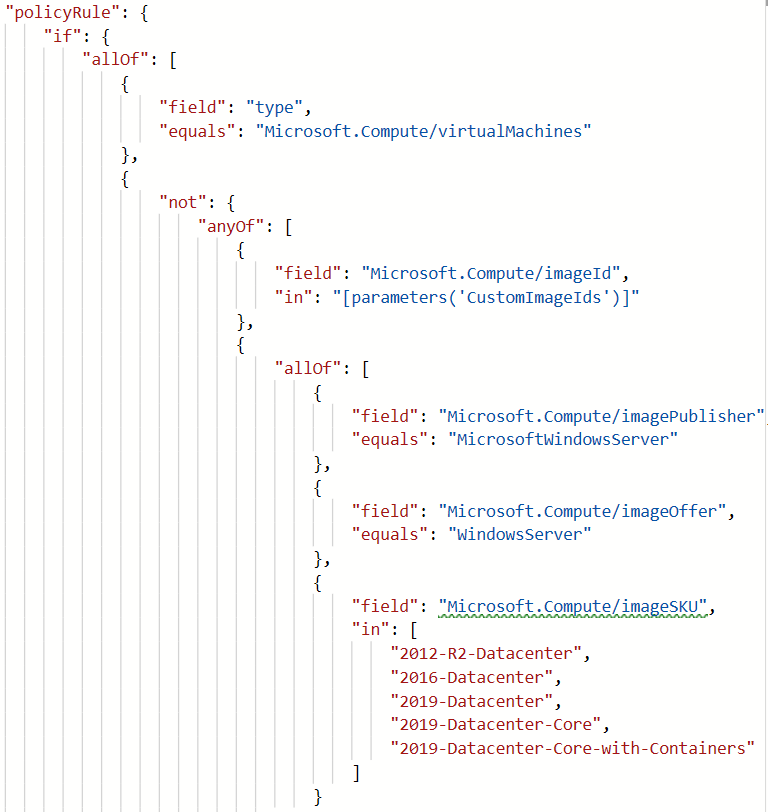 "policyRule": {
"if": {
"allOf": [
{
"field": "type",
"equals": "Microsoft.Compute/virtualMachines"
},
{
"not": {
"anyOf": [
{
"field": "Microsoft.Compute/imageId",
"in": "[parameters('CustomImageIds')]"
},
{
"allOf": [
{
"field": "Microsoft.Compute/imagePublisher",
"equals": "MicrosoftWindowsServer"
},
{
"field": "Microsoft.Compute/imageOffer",
"equals": "WindowsServer"
},
{
"field": "Microsoft.Compute/imageSKU",
"in": [
"2012-R2-Datacenter",
"2016-Datacenter",
"2019-Datacenter",
"2019-Datacenter-Core",
"2019-Datacenter-Core-with-Containers"
]
}